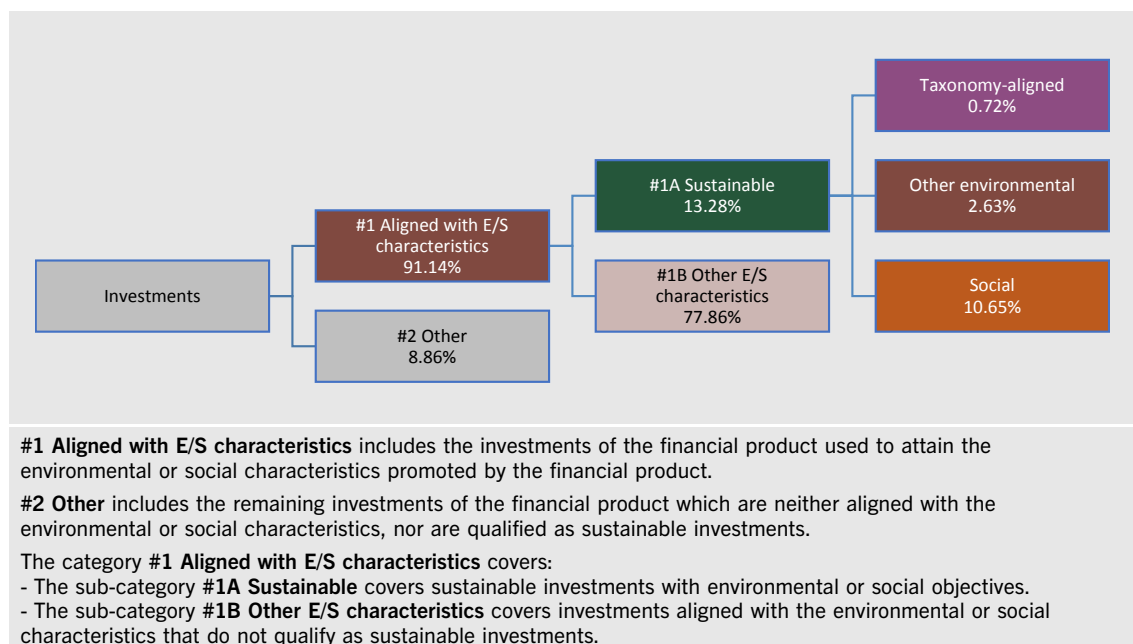 Investments
#1 Aligned with E/S
characteristics
91.14%
#2 Other
8.86%
#1A Sustainable
13.28%
#1B Other E/S
characteristics
77.86%
Taxonomy-aligned
0.72%
Other environmental
2.63%
Social
10.65%
#1 Aligned with E/S characteristics includes the investments of the financial product used to attain the
environmental or social characteristics promoted by the financial product.
#2 Other includes the remaining investments of the financial product which are neither aligned with the
environmental or social characteristics, nor are qualified as sustainable investments.
The category #1 Aligned with E/S characteristics covers:
- The sub-category #1A Sustainable covers sustainable investments with environmental or social objectives.
- The sub-category #1B Other E/S characteristics covers investments aligned with the environmental or social
characteristics that do not qualify as sustainable investments.